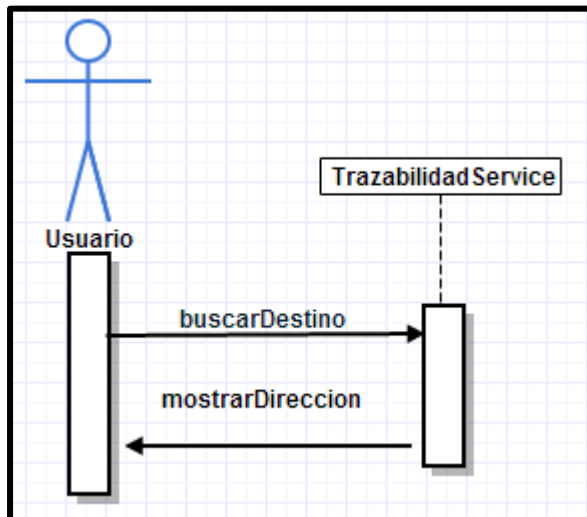 TrazabilidadService
Usuario
buscarDestino
mostrarDireccion